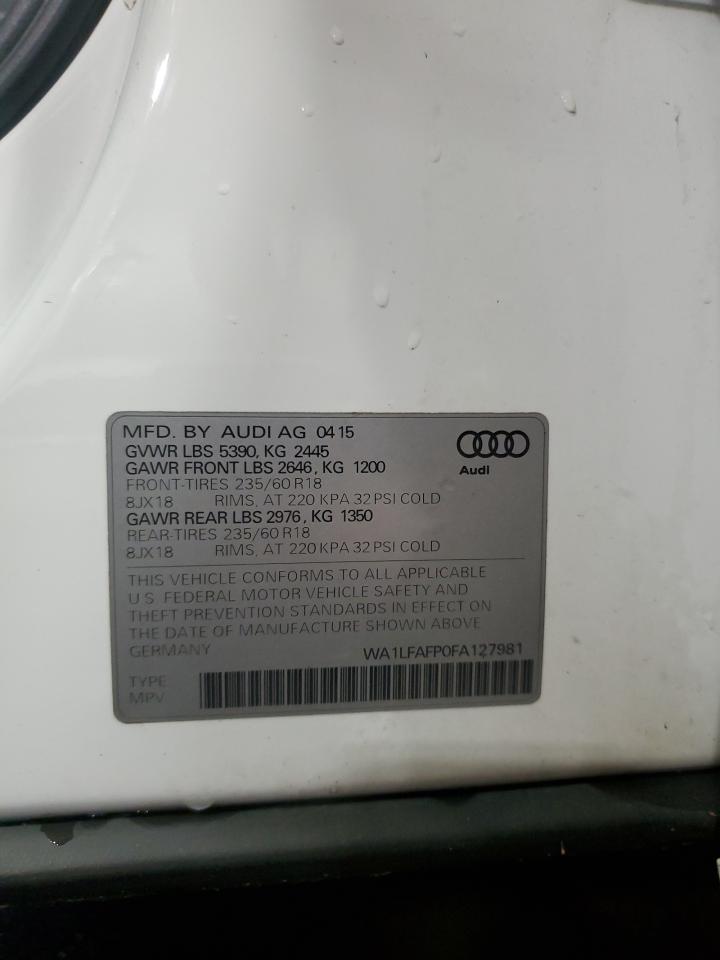 MFD. BY AUDI AG 04 15
GVWR LBS 5390, KG 2445
GAWR FRONT LBS 2646, KG 1200
FRONT-TIRES 235/60 R18
8JX18 RIMS, AT 220 KPA 32 PSI COLD
GAWR REAR LBS 2976, KG 1350
REAR-TIRES 235/60 R18
8JX18 RIMS, AT 220 KPA 32 PSI COLD
Audi
THIS VEHICLE CONFORMS TO ALL APPLICABLE
U.S. FEDERAL MOTOR VEHICLE SAFETY AND
THEFT PREVENTION STANDARDS IN EFFECT ON
THE DATE OF MANUFACTURE SHOWN ABOVE
GERMANY WA1LFAFP0FA127981
TYPE
MPV